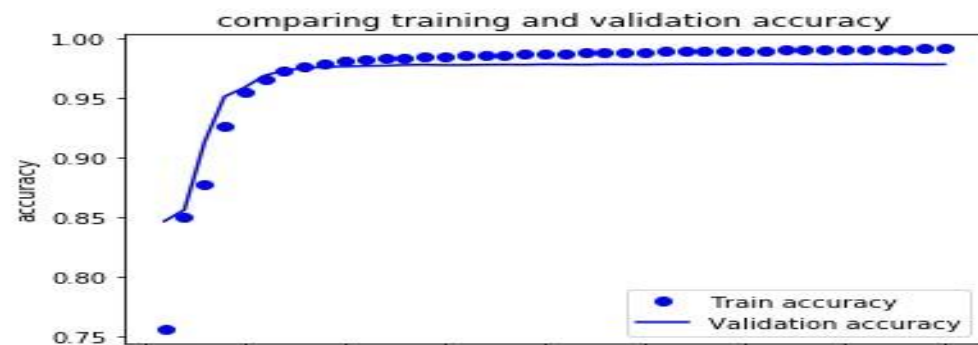 comparing training and validation accuracy
1.00
0.95
0.90
0.85
0.80
0.75
accuracy
Train accuracy
Validation accuracy